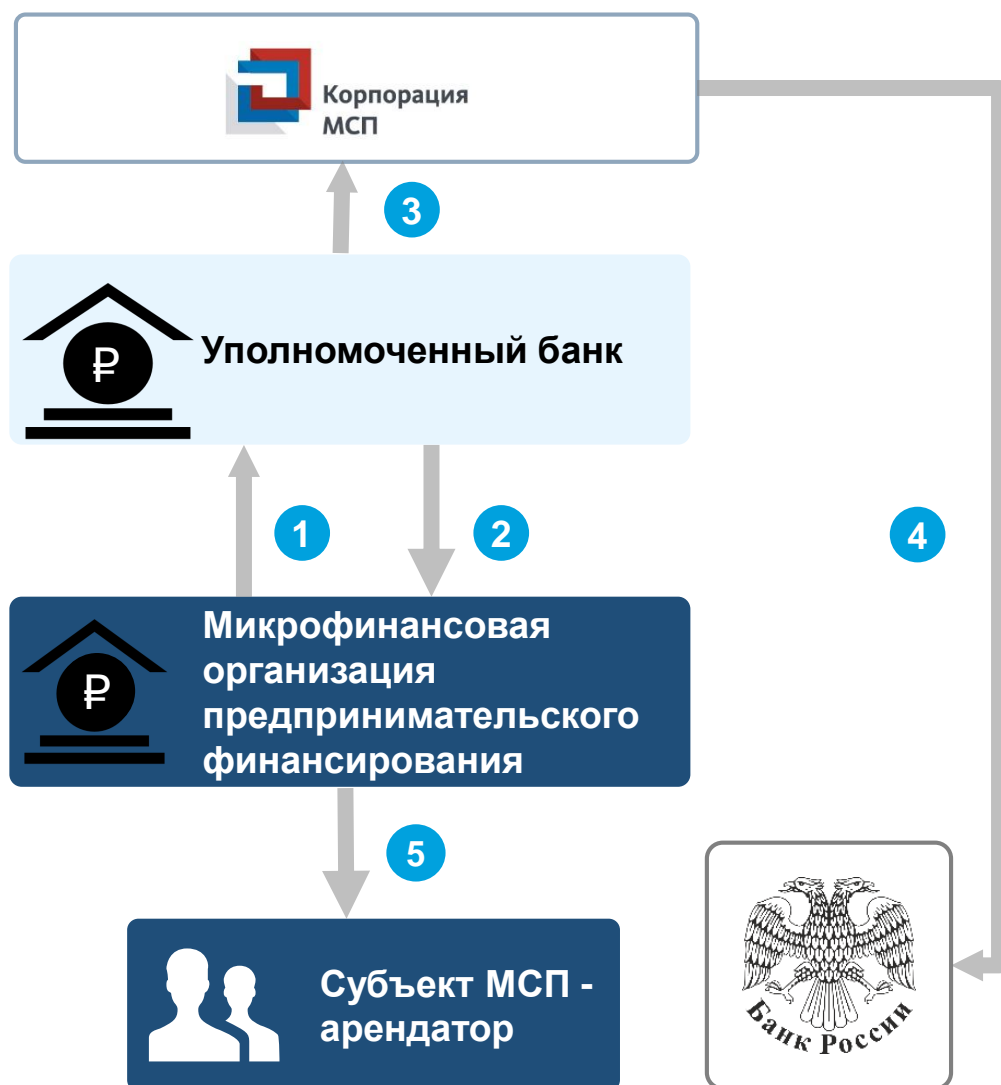 Корпорация
МСП
3
₽
Уполномоченный банк
1
2
4
₽
Микрофинансовая
организация
предпринимательского
финансирования
5
Субъект МСП -
арендатор
Банк России